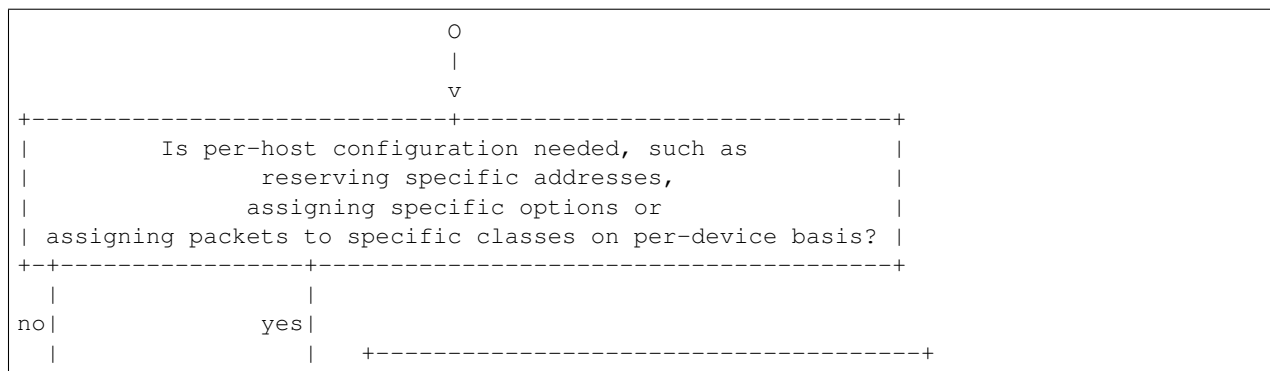 O
|
v
+-----------------------------+------------------------------+
|         Is per-host configuration needed, such as          |
|                reserving specific addresses,               |
|               assigning specific options or                |
| assigning packets to specific classes on per-device basis? |
+-+-----------------+----------------------------------------+
  |                 |
no|              yes|
  |                 |   +--------------------------------------+